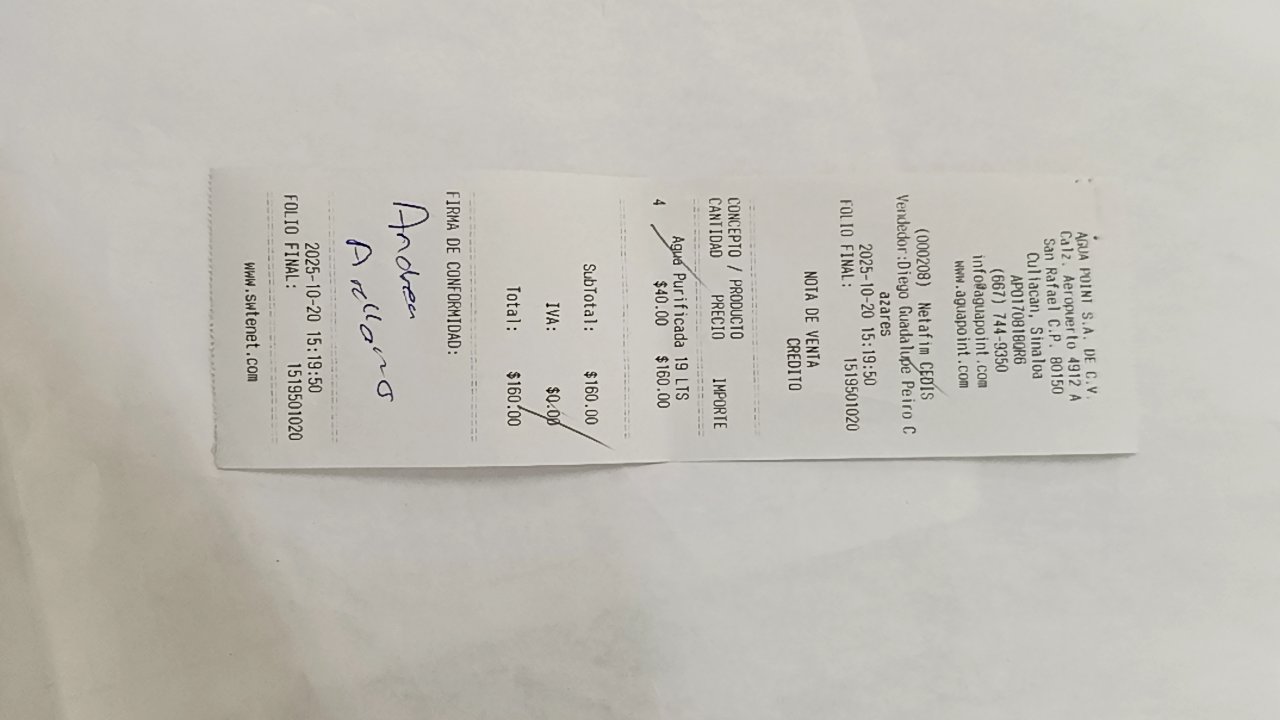 AGUA POINT S.A. DE C.V.
Calz. Aeropuerto 4912 A
San Rafael C.P. 80150
Culiacan, Sinaloa
APO170818QR6
(667) 744-9350
info@aguapoint.com
www.aguapoint.com
(000208) Netafim CEDIS
Vendedor:Diego Guadalupe Peiro C
azares
2025-10-20 15:19:50
FOLIO FINAL: 1519501020
NOTA DE VENTA
CREDITO
CONCEPTO / PRODUCTO
CANTIDAD PRECIO IMPORTE
Agua Purificada 19 LTS
4 $40.00 $160.00
SubTotal: $160.00
IVA: $0.00
Total: $160.00
FIRMA DE CONFORMIDAD:
Andrea
Arellano
2025-10-20 15:19:50
FOLIO FINAL: 1519501020
www.swtenet.com